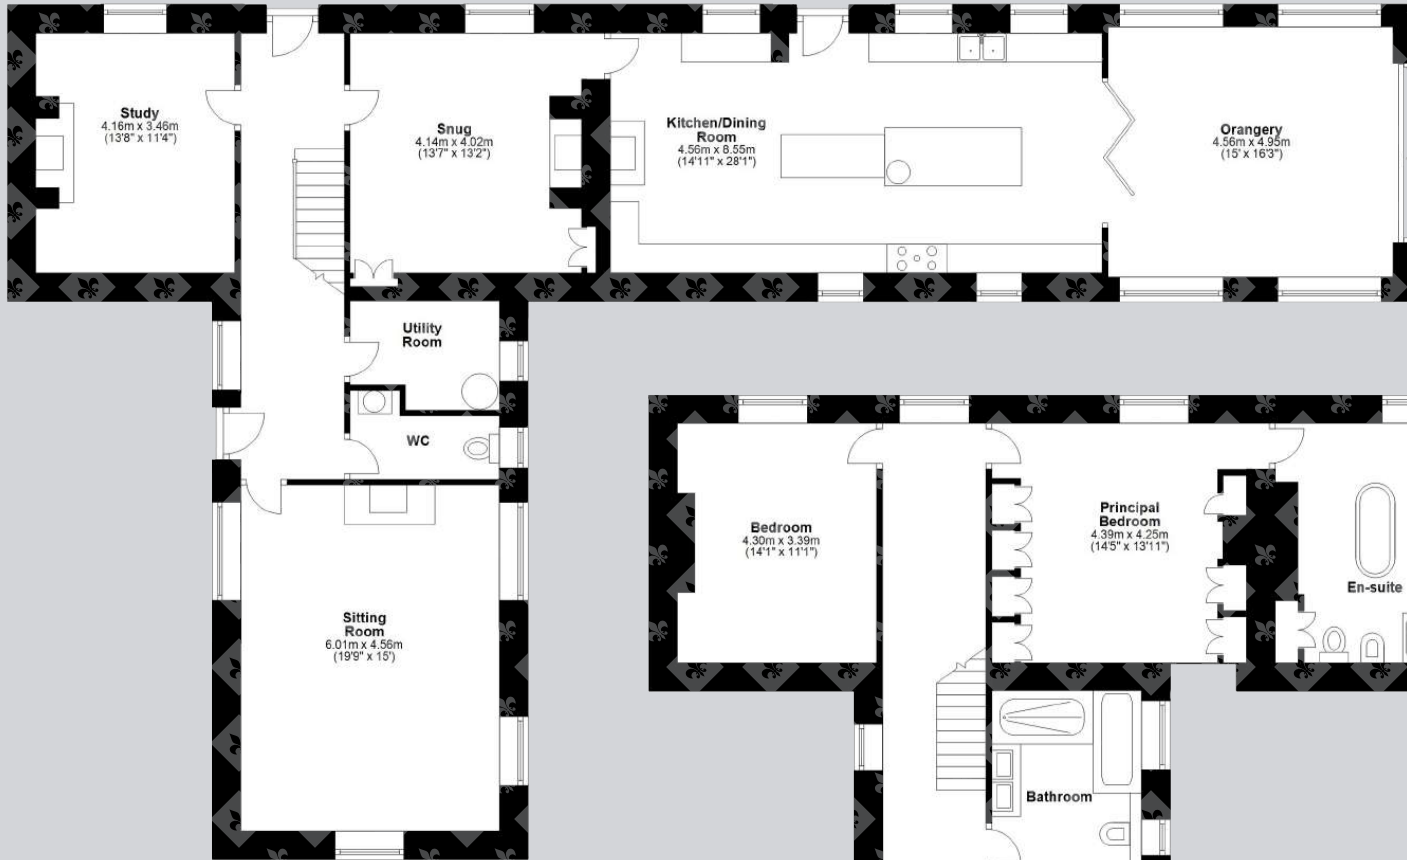 Study
4.16m x 3.46m
(13'8" x 11'4")
Snug
4.14m x 4.02m
(13'7" x 13'2")
Kitchen/Dining
Room
4.56m x 8.55m
(14'11" x 28'1")
Orangery
4.56m x 4.95m
(15' x 16'3")
Utility
Room
WC
Sitting
Room
6.01m x 4.56m
(19'9" x 15')
Bedroom
4.30m x 3.39m
(14'1" x 11'1")
Principal
Bedroom
4.39m x 4.25m
(14'5" x 13'11")
En-suite
Bathroom